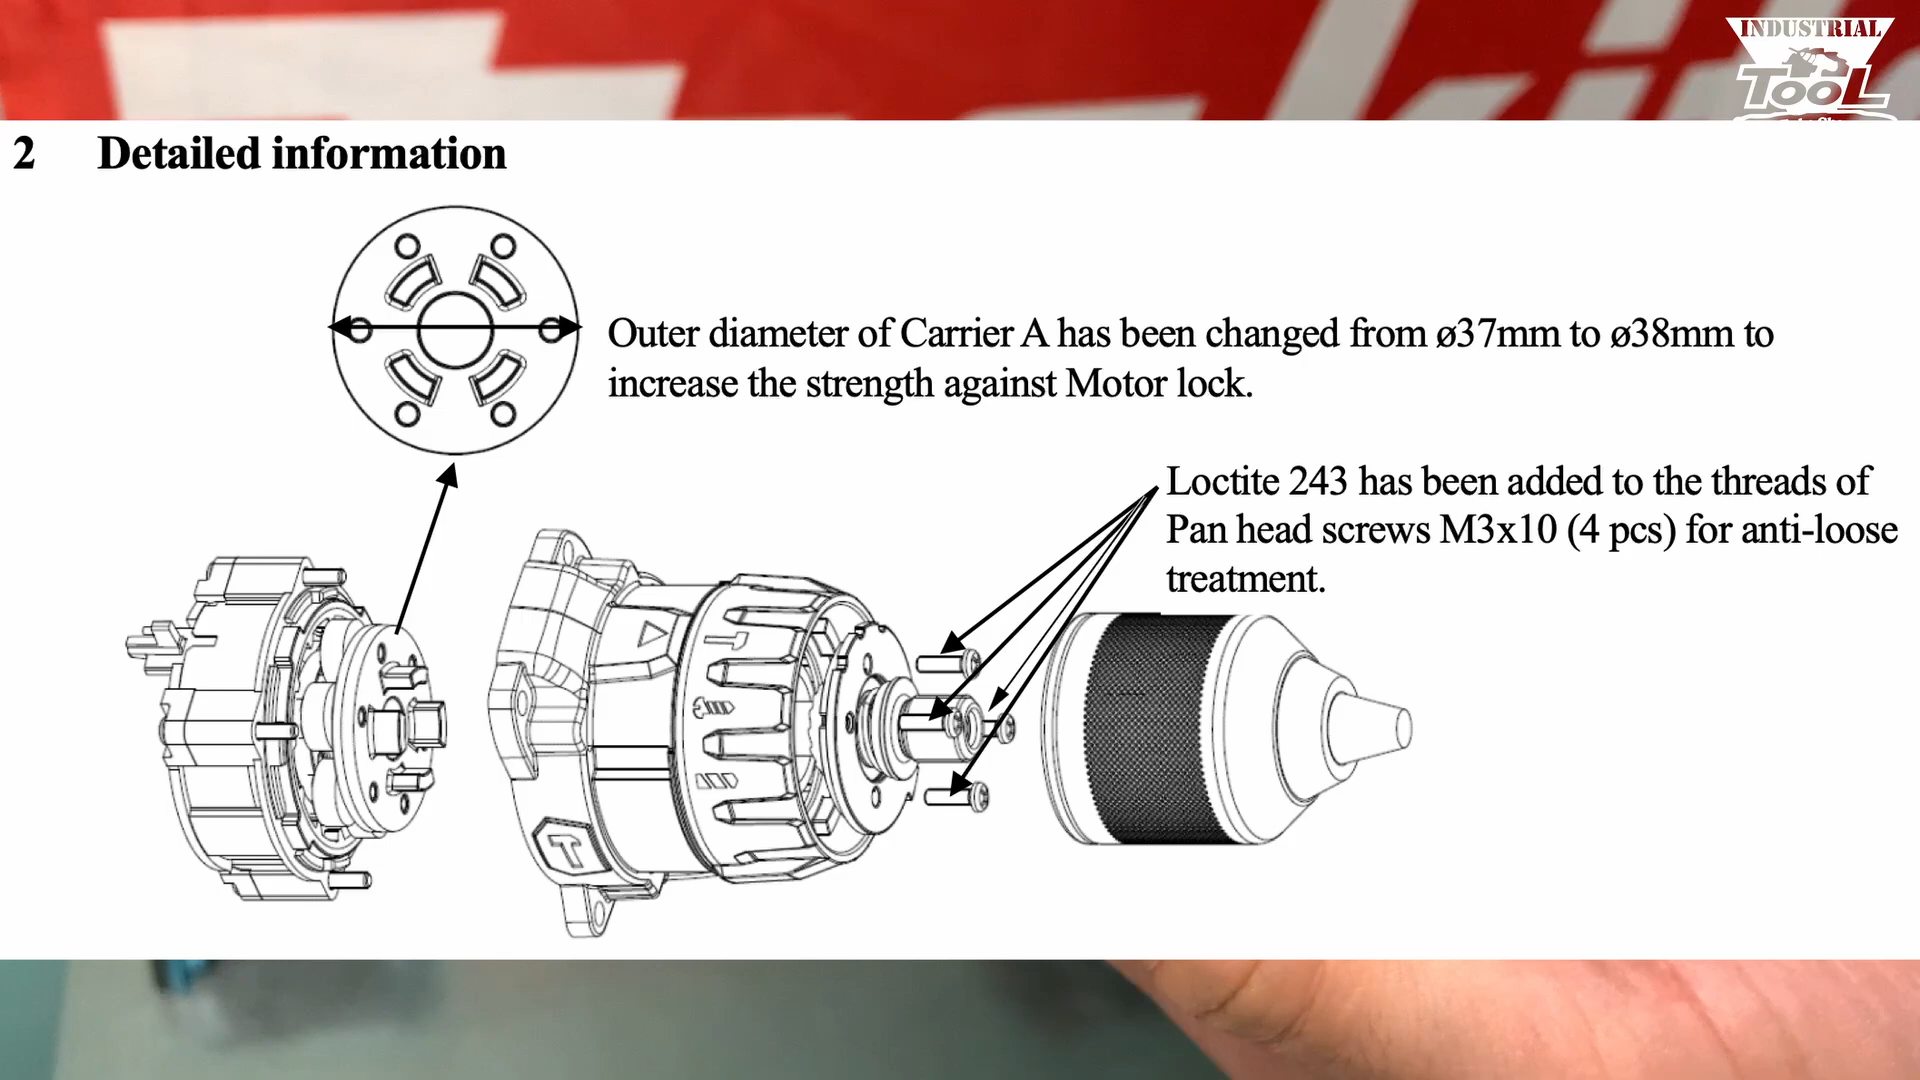 INDUSTRIAL
TOOL
2 Detailed information
Outer diameter of Carrier A has been changed from ø37mm to ø38mm to
increase the strength against Motor lock.
Loctite 243 has been added to the threads of
Pan head screws M3x10 (4 pcs) for anti-loose
treatment.